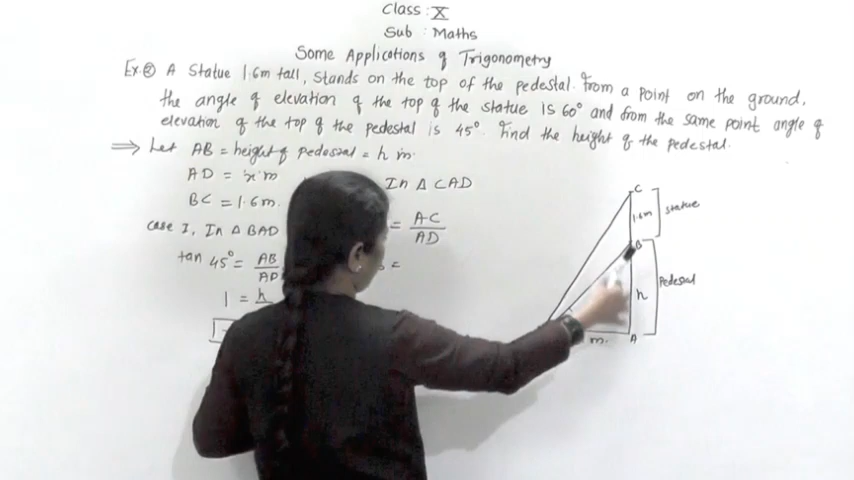 Class : X
Sub : Maths
Some Applications of Trigonometry
Ex.② A Statue 1.6m tall, Stands on the top of the pedestal. From a point on the ground,
the angle of elevation of the top of the statue is 60° and from the same point angle of
elevation of the top of the pedestal is 45°. Find the height of the pedestal.
⟹ Let AB = height of pedestal = h m.
AD = x m
BC = 1.6m.
Case I, In Δ BAD
tan 45° = AB/AD
1 = h
In Δ CAD
= AC/AD
=
C
1.6m
Statue
B
h
Pedestal
m.
A